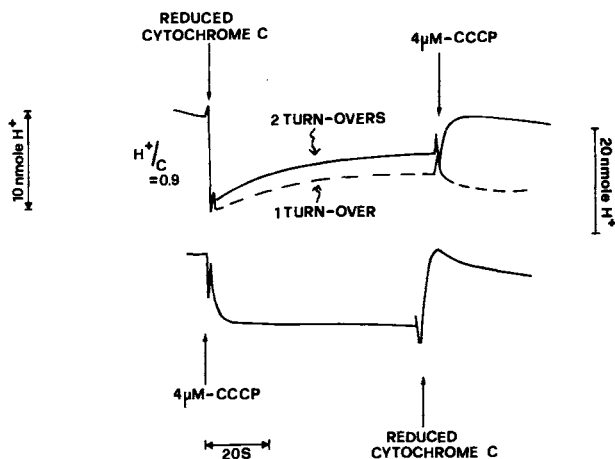 REDUCED
CYTOCHROME C
4μM-CCCP
10 nmole H+
H+/C
=0.9
2 TURN-OVERS
1 TURN-OVER
20 nmole H+
4μM-CCCP
20S
REDUCED
CYTOCHROME C